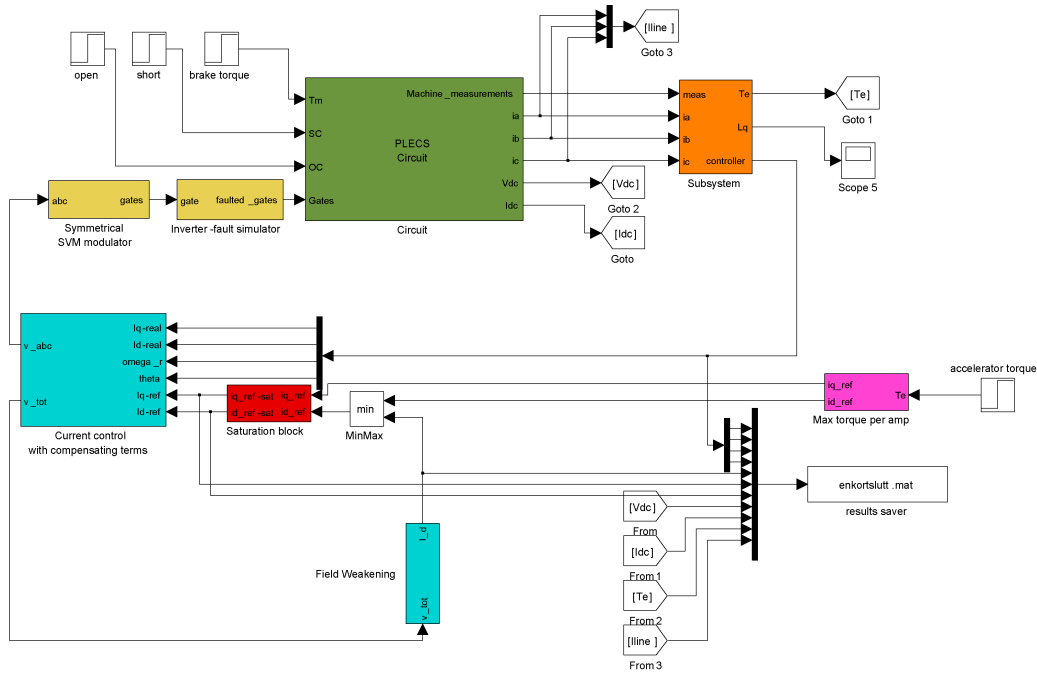 [Iline ]
Goto 3
open
short
brake torque
Tm
SC
OC
Gates
PLECS
Circuit
Machine _measurements
ia
ib
ic
Vdc
Idc
Circuit
meas
ia
ib
ic
Te
Lq
controller
Subsystem
[Te]
Goto 1
Scope 5
[Vdc]
Goto 2
[Idc]
Goto
abc
gates
Symmetrical
SVM modulator
gate
faulted _gates
Inverter -fault simulator
v _abc
v _tot
Iq-real
Id-real
omega _r
theta
Iq-ref
Id-ref
Current control
with compensating terms
iq_ref -sat
iq_ref
id_ref -sat
id_ref
Saturation block
min
MinMax
iq_ref
id_ref
Te
Max torque per amp
accelerator torque
enkortslutt .mat
results saver
I_d
v _tot
Field Weakening
[Vdc]
From
[Idc]
From 1
[Te]
From 2
[Iline ]
From 3